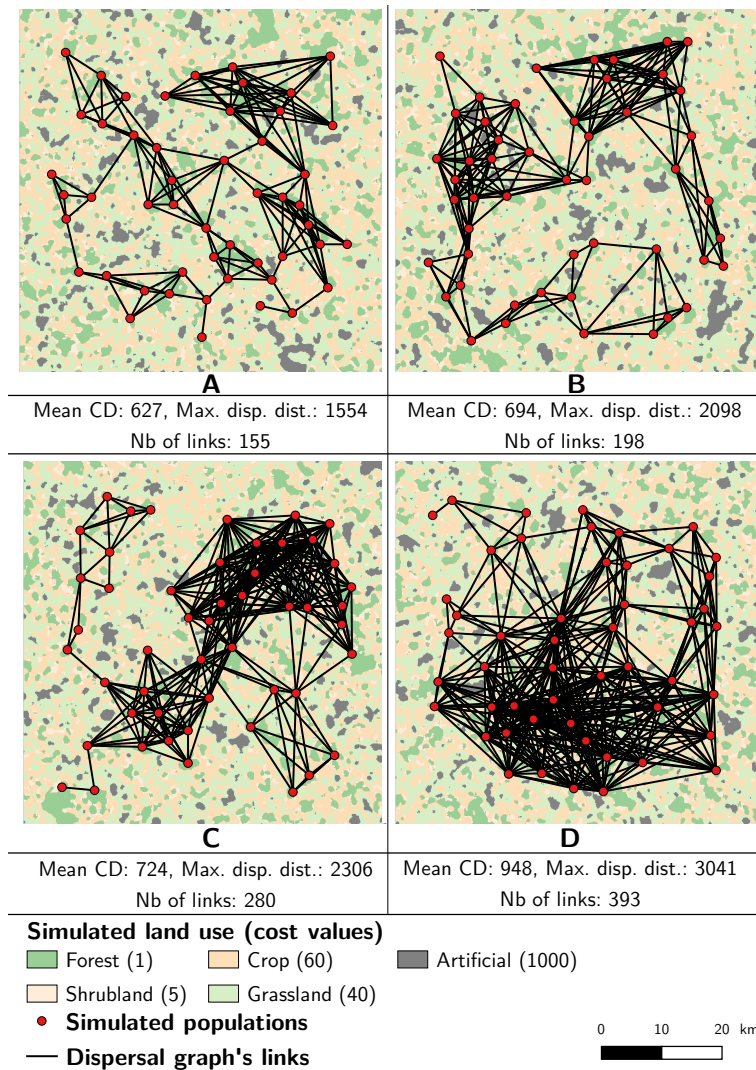 A
B
Mean CD: 627, Max. disp. dist.: 1554
Nb of links: 155
Mean CD: 694, Max. disp. dist.: 2098
Nb of links: 198
C
D
Mean CD: 724, Max. disp. dist.: 2306
Nb of links: 280
Mean CD: 948, Max. disp. dist.: 3041
Nb of links: 393
Simulated land use (cost values)
Forest (1)
Crop (60)
Artificial (1000)
Shrubland (5)
Grassland (40)
Simulated populations
Dispersal graph's links
0 10 20 km